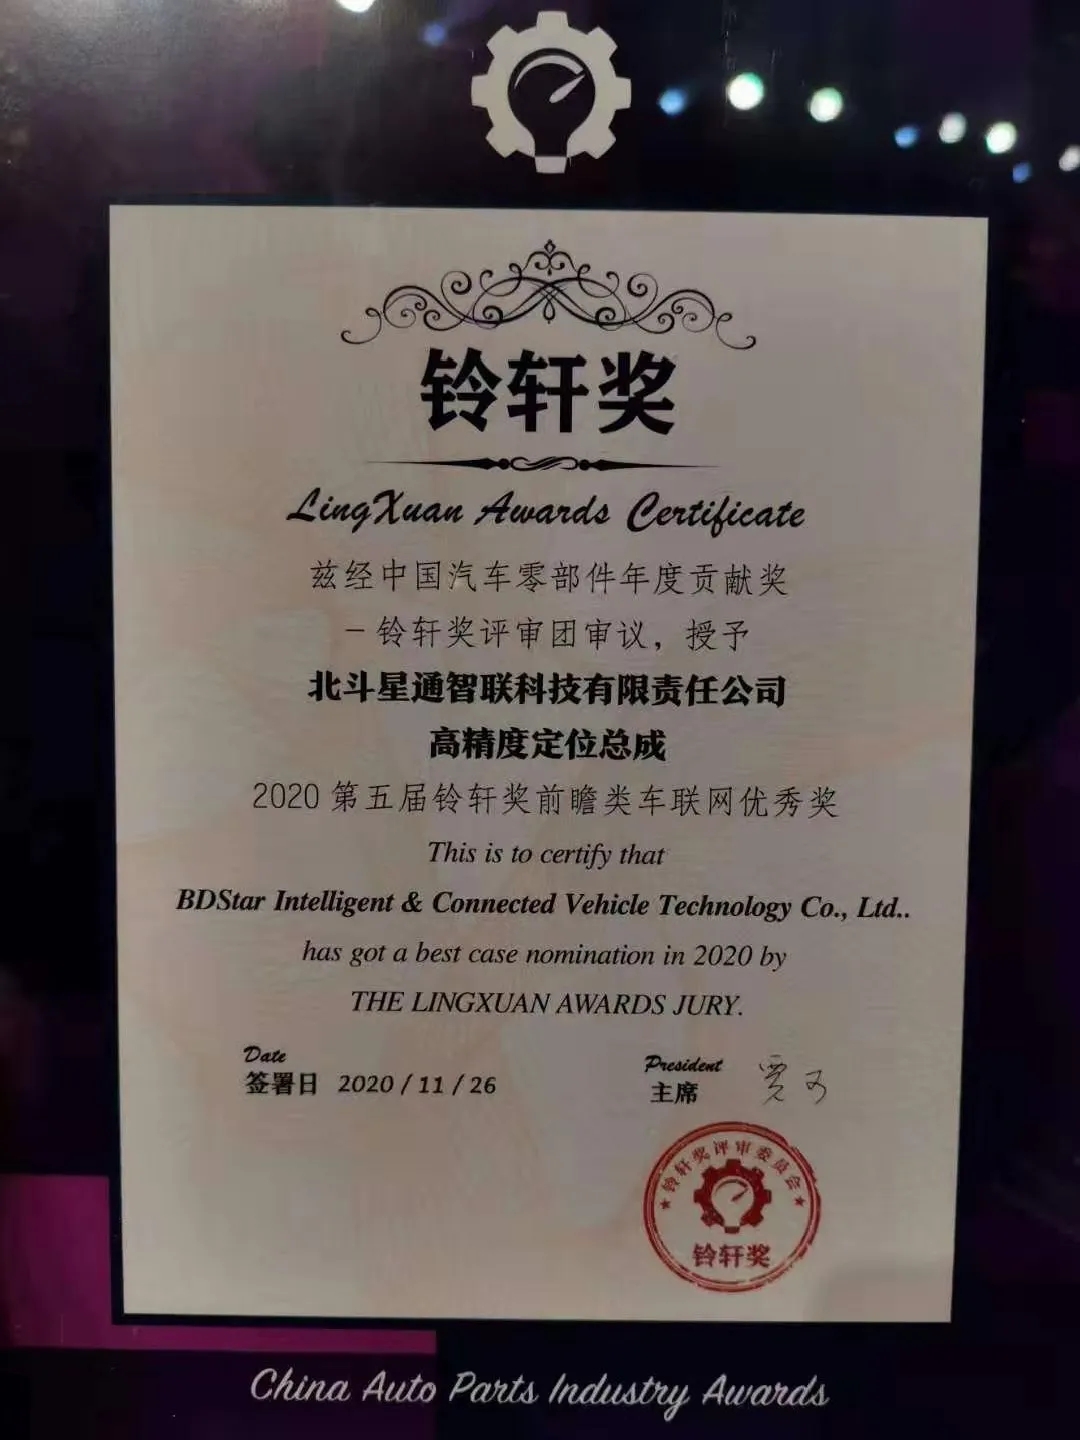 铃轩奖
LingXuan Awards Certificate
兹经中国汽车零部件年度贡献奖
－铃轩奖评审团审议，授予
北斗星通智联科技有限责任公司
高精度定位总成
2020 第五届铃轩奖前瞻类车联网优秀奖
This is to certify that
BDStar Intelligent & Connected Vehicle Technology Co., Ltd..
has got a best case nomination in 2020 by
THE LINGXUAN AWARDS JURY.
Date
签署日 2020 / 11 / 26
President
主席 贾可
铃轩奖评审委员会
铃轩奖
China Auto Parts Industry Awards